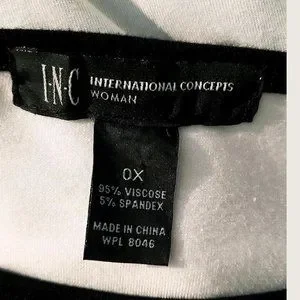 I·N·C INTERNATIONAL CONCEPTS
WOMAN
0X
95% VISCOSE
5% SPANDEX
MADE IN CHINA
WPL 8046